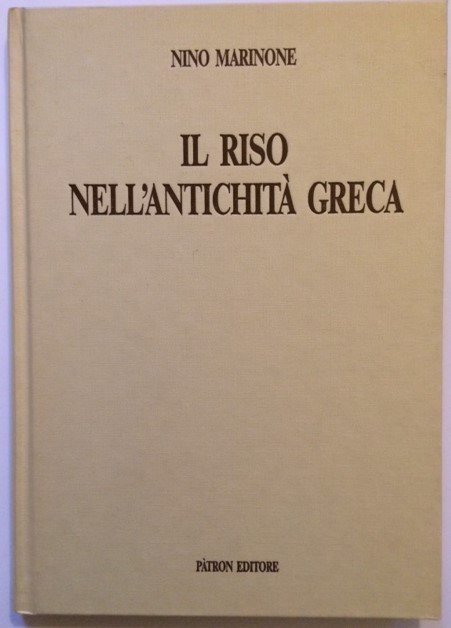 NINO MARINONE
IL RISO
NELL'ANTICHITÀ GRECA
PÀTRON EDITORE